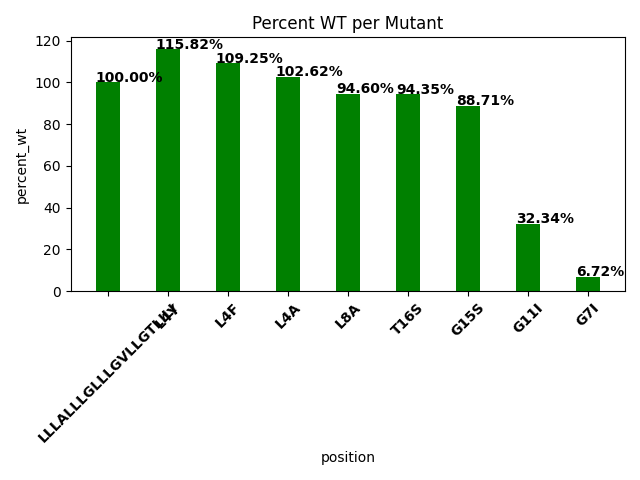 Percent WT per Mutant
percent_wt
120
100
80
60
40
20
0
100.00%
115.82%
109.25%
102.62%
94.60%
94.35%
88.71%
32.34%
6.72%
L4F
L4A
L8A
T16S
G15S
G11I
G7I
position